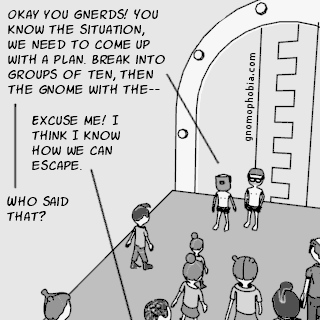 OKAY YOU GNERDS! YOU
KNOW THE SITUATION,
WE NEED TO COME UP
WITH A PLAN. BREAK INTO
GROUPS OF TEN, THEN
THE GNOME WITH THE--
EXCUSE ME! I
THINK I KNOW
HOW WE CAN
ESCAPE.
WHO SAID
THAT?
gnomophobia.com